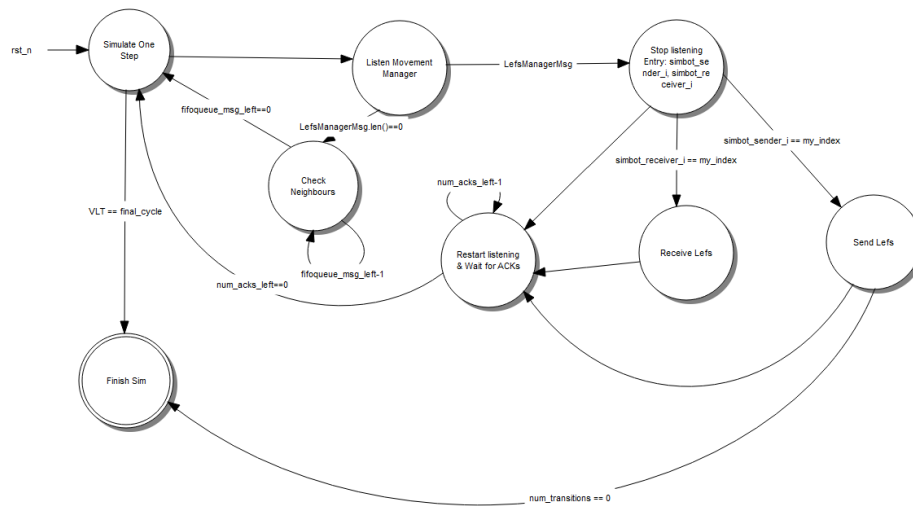 Simulate One
Step
rst_n
Listen Movement
Manager
LefsManagerMsg
Stop listening
Entry: simbot_se
nder_i, simbot_re
ceiver_i
fifoqueue_msg_left==0
LefsManagerMsg.len()==0
simbot_sender_i == my_index
simbot_receiver_i == my_index
Check
Neighbours
num_acks_left-1
VLT == final_cycle
Send Lefs
Restart listening
& Wait for ACKs
Receive Lefs
fifoqueue_msg_left-1
num_acks_left==0
Finish Sim
num_transitions == 0